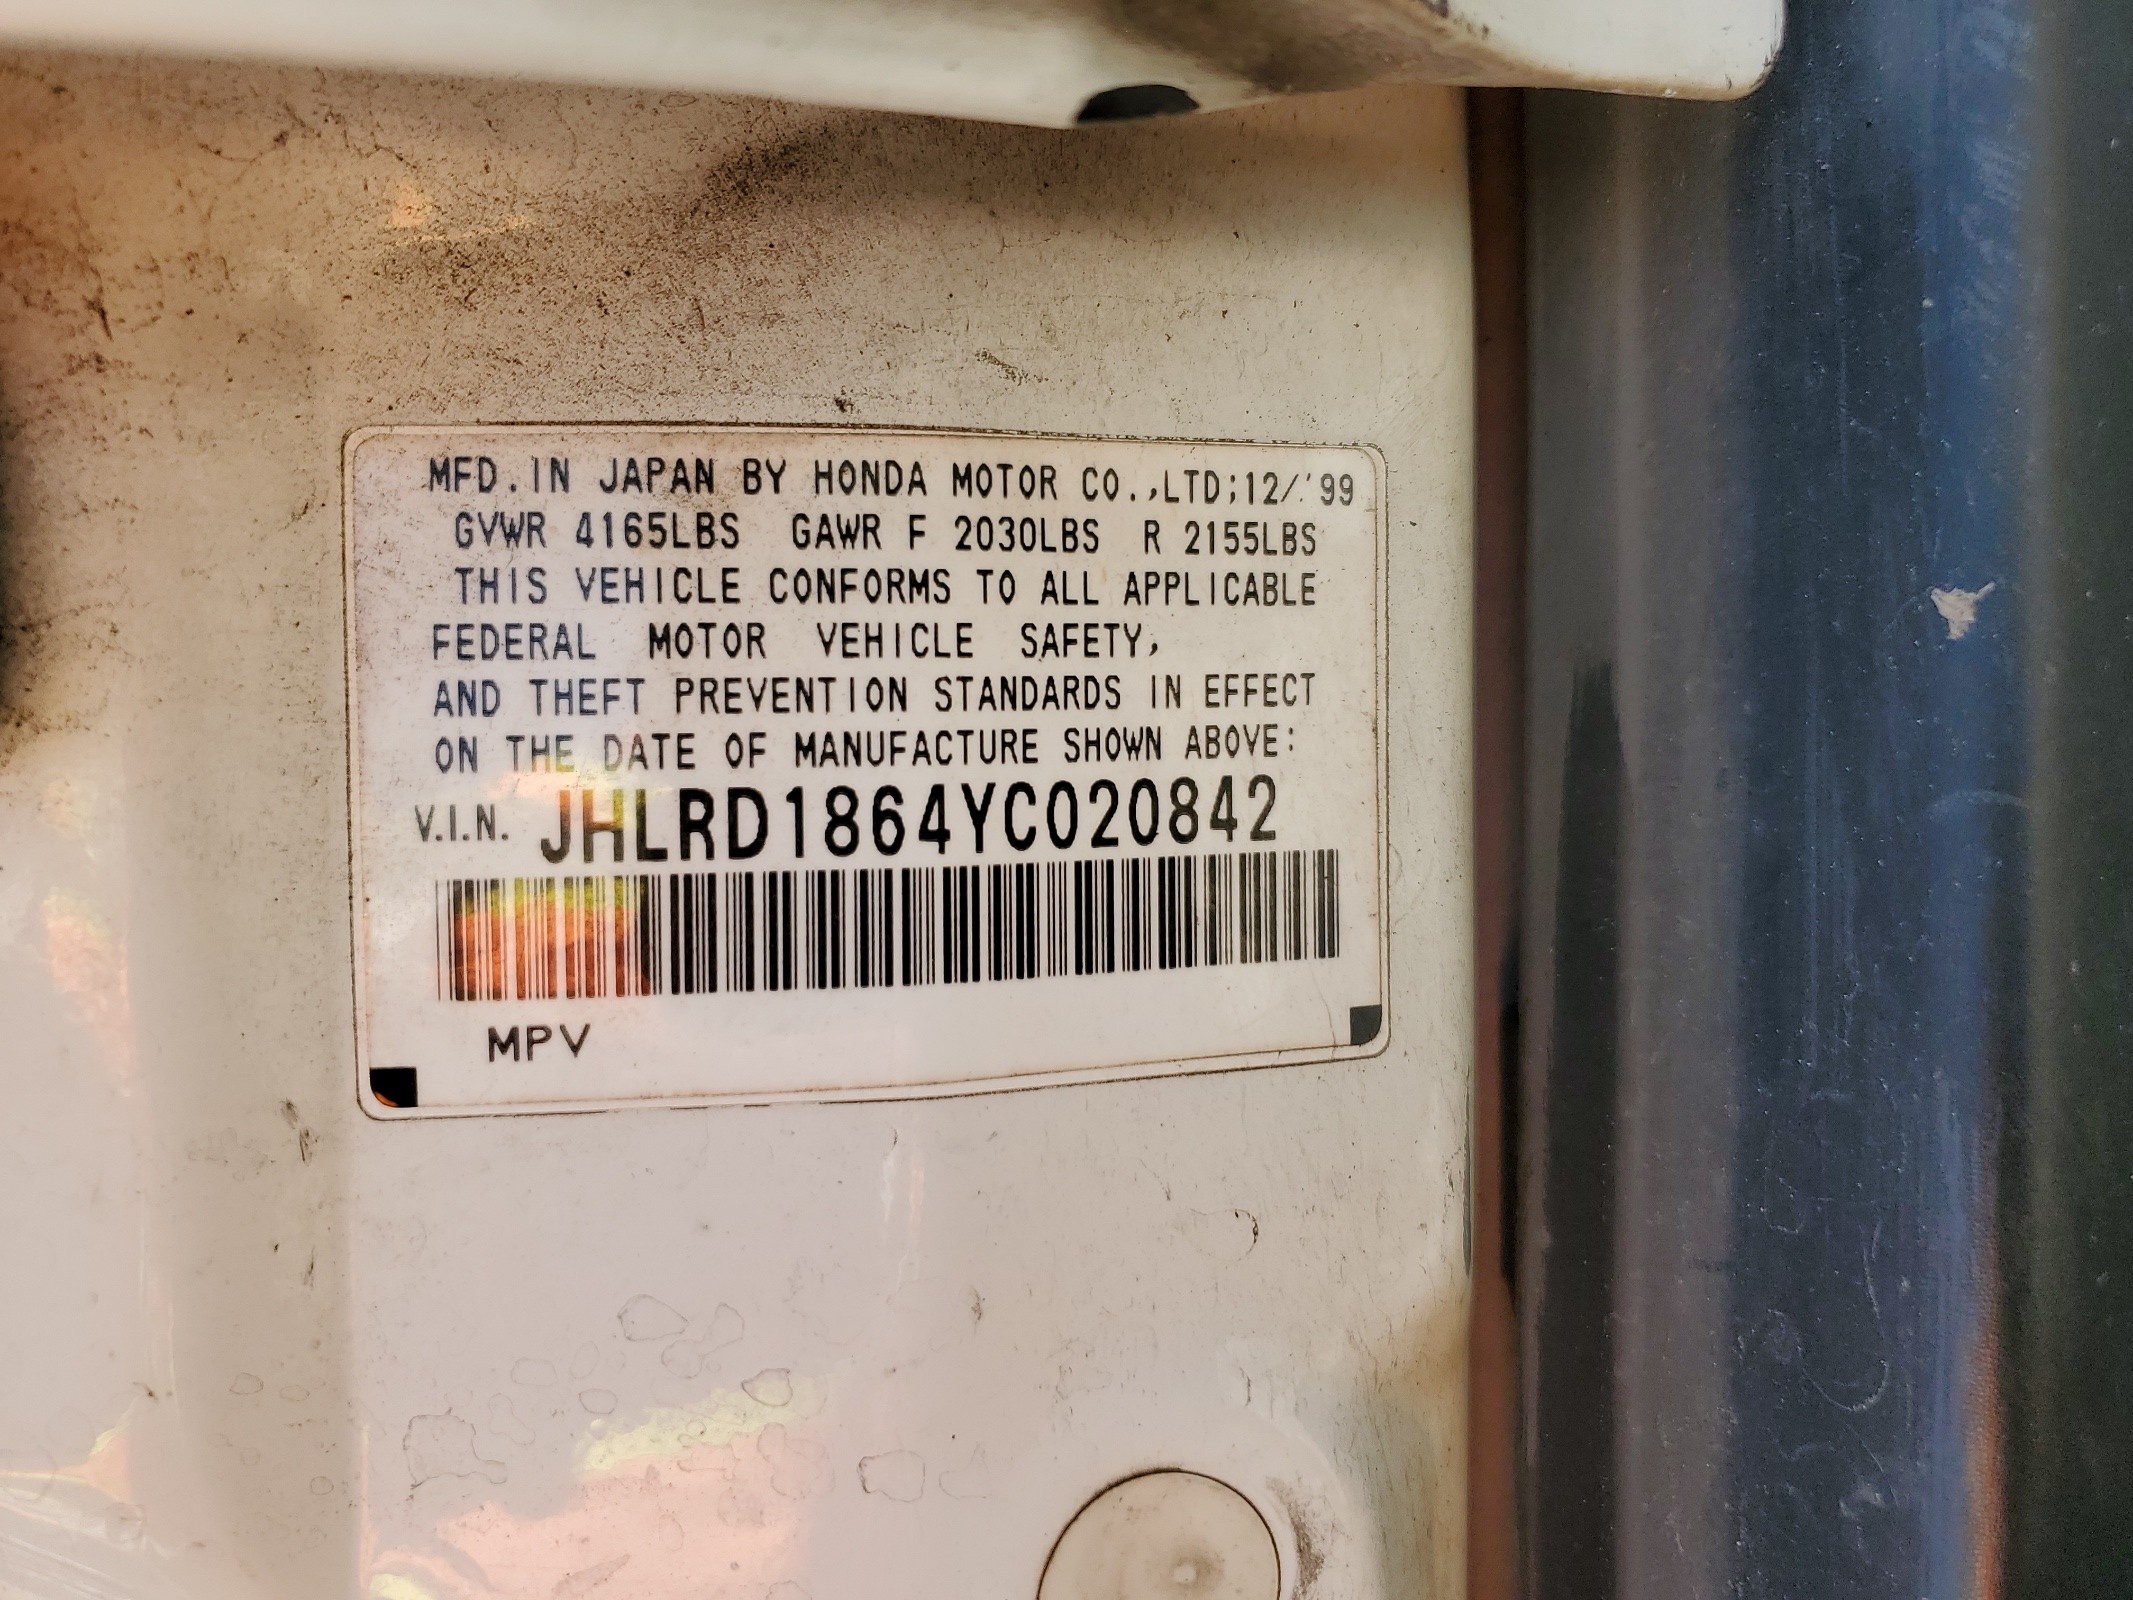 MFD. IN JAPAN BY HONDA MOTOR CO.,LTD;12/'99
GVWR 4165LBS GAWR F 2030LBS R 2155LBS
THIS VEHICLE CONFORMS TO ALL APPLICABLE
FEDERAL MOTOR VEHICLE SAFETY,
AND THEFT PREVENTION STANDARDS IN EFFECT
ON THE DATE OF MANUFACTURE SHOWN ABOVE:
V.I.N. JHLRD1864YC020842
MPV